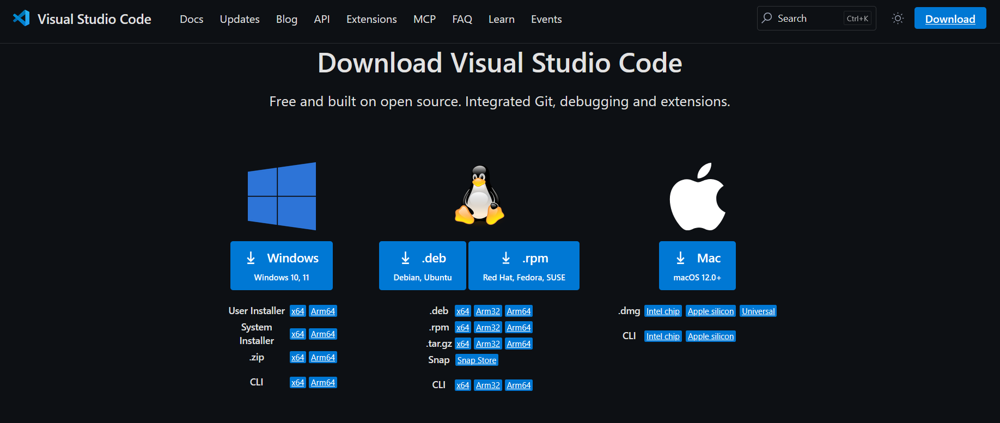 Visual Studio Code Docs Updates Blog API Extensions MCP FAQ Learn Events Search Ctrl+K Download
Download Visual Studio Code
Free and built on open source. Integrated Git, debugging and extensions.
Windows
Windows 10, 11
User Installer x64 Arm64
System
Installer x64 Arm64
.zip x64 Arm64
CLI x64 Arm64
.deb
Debian, Ubuntu
.rpm
Red Hat, Fedora, SUSE
.deb x64 Arm32 Arm64
.rpm x64 Arm32 Arm64
.tar.gz x64 Arm32 Arm64
Snap Snap Store
CLI x64 Arm32 Arm64
Mac
macOS 12.0+
.dmg Intel chip Apple silicon Universal
CLI Intel chip Apple silicon